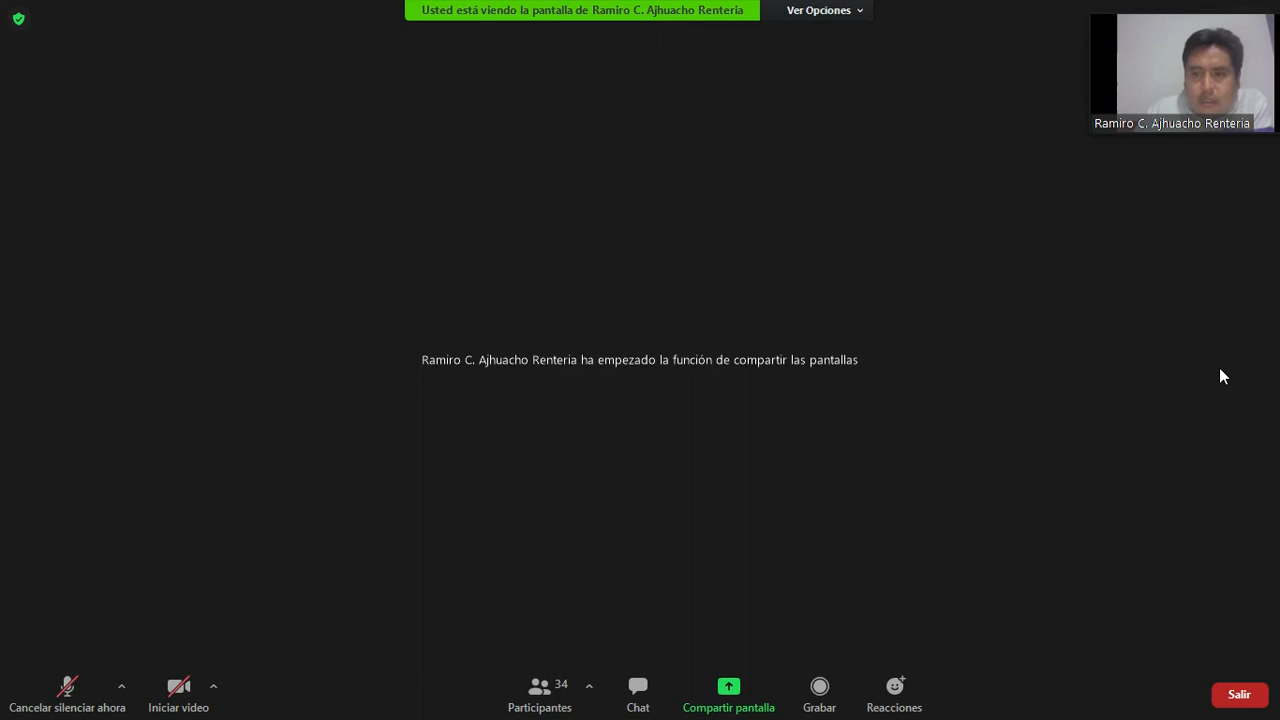 Usted está viendo la pantalla de Ramiro C. Ajhuacho Renteria
Ver Opciones
Ramiro C. Ajhuacho Renteria
Ramiro C. Ajhuacho Renteria ha empezado la función de compartir las pantallas
Cancelar silenciar ahora
Iniciar video
34
Participantes
Chat
Compartir pantalla
Grabar
Reacciones
Salir